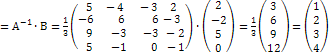 5 -4 -3 2 2 3 1
= A⁻¹ · B = 1/3 ( -6 6 6 -3 ) · ( -2 ) = 1/3 ( 6 ) = ( 2 )
9 -3 -3 -2 5 9 3
5 -1 0 -1 0 12 4